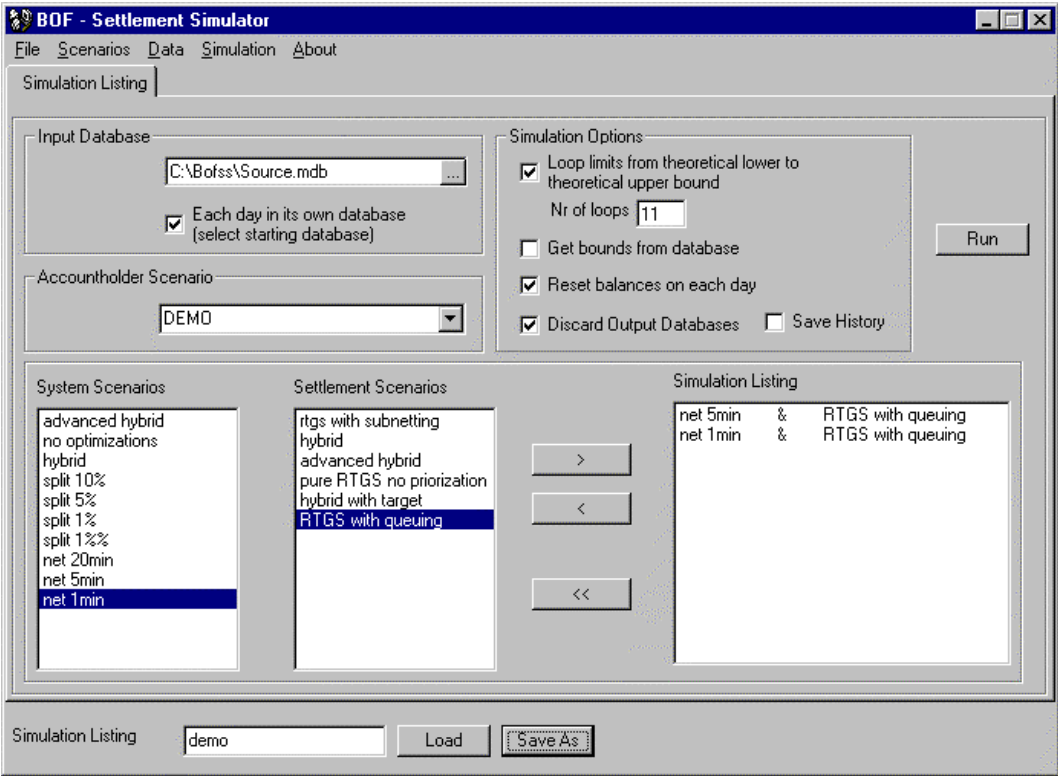 BOF - Settlement Simulator
File Scenarios Data Simulation About
Simulation Listing
Input Database
C:\Bofss\Source.mdb
...
Each day in its own database
(select starting database)
Accountholder Scenario
DEMO
Simulation Options
Loop limits from theoretical lower to
theoretical upper bound
Nr of loops 11
Get bounds from database
Reset balances on each day
Discard Output Databases Save History
Run
System Scenarios
advanced hybrid
no optimizations
hybrid
split 10%
split 5%
split 1%
split 1%%
net 20min
net 5min
net 1min
Settlement Scenarios
rtgs with subnetting
hybrid
advanced hybrid
pure RTGS no priorization
hybrid with target
RTGS with queuing
>
<
<<
Simulation Listing
net 5min & RTGS with queuing
net 1min & RTGS with queuing
Simulation Listing demo Load Save As